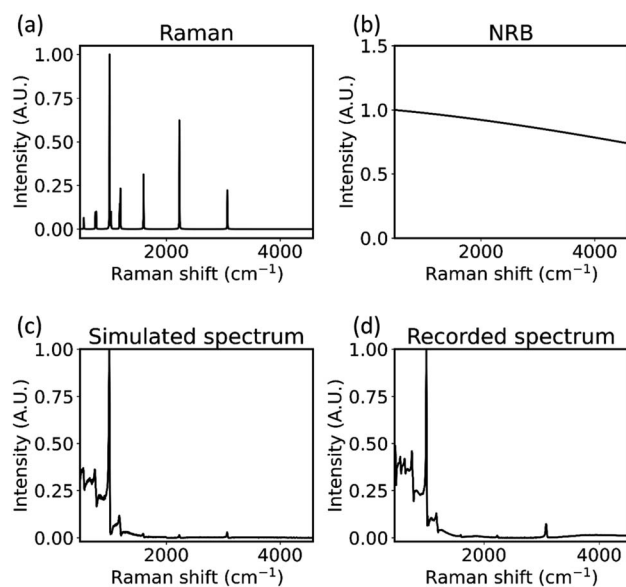 (a)
Raman
1.00
0.75
0.50
0.25
0.00
Intensity (A.U.)
2000 4000
Raman shift (cm⁻¹)
(b)
NRB
1.5
1.0
0.5
0.0
Intensity (A.U.)
2000 4000
Raman shift (cm⁻¹)
(c)
Simulated spectrum
1.00
0.75
0.50
0.25
0.00
Intensity (A.U.)
2000 4000
Raman shift (cm⁻¹)
(d)
Recorded spectrum
1.00
0.75
0.50
0.25
0.00
Intensity (A.U.)
2000 4000
Raman shift (cm⁻¹)